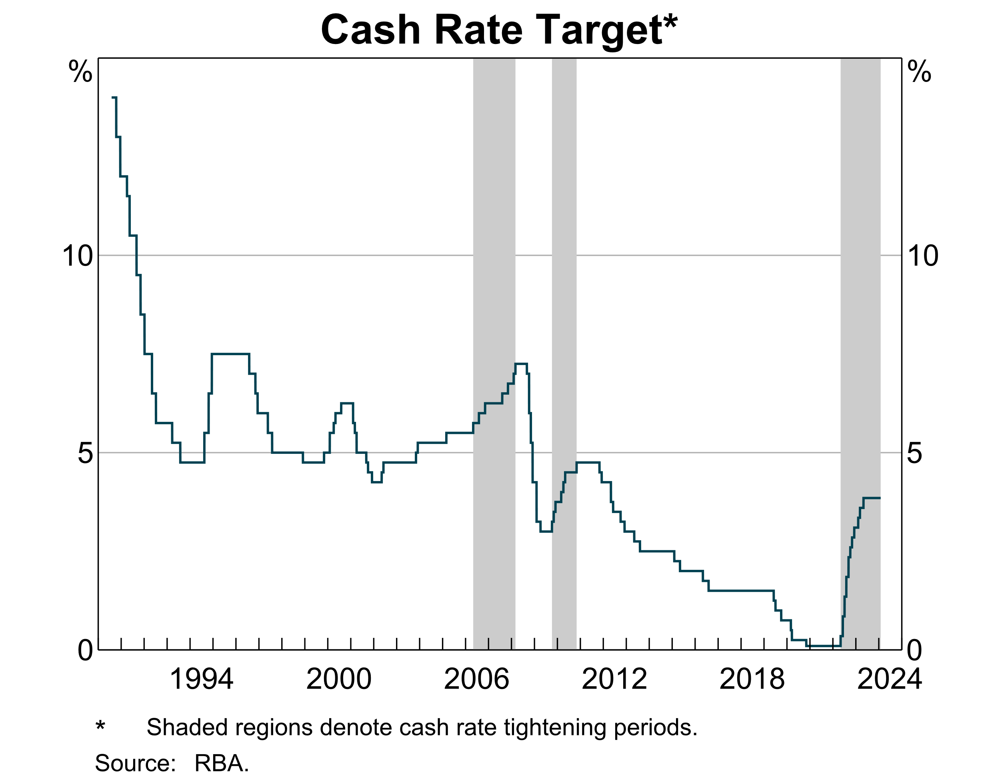 Cash Rate Target*
% %
10 10
5 5
0 0
1994 2000 2006 2012 2018 2024
* Shaded regions denote cash rate tightening periods.
Source: RBA.